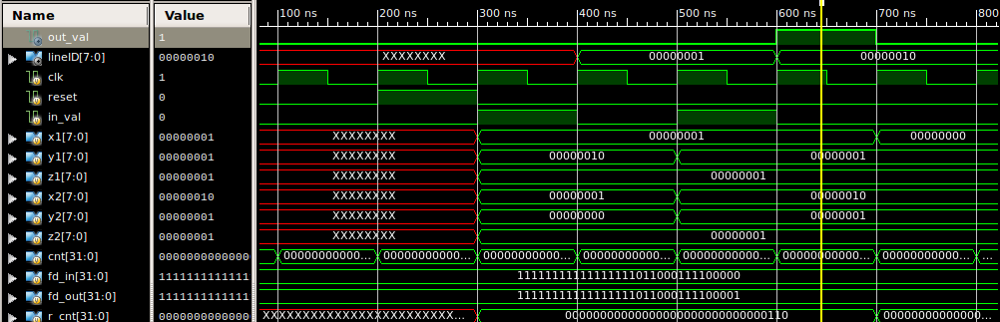 Name Value 100 ns 200 ns 300 ns 400 ns 500 ns 600 ns 700 ns 800
out_val 1
lineID[7:0] 00000010 XXXXXXXX 00000001 00000010
clk 1
reset 0
in_val 0
x1[7:0] 00000001 XXXXXXXX 00000001 00000000
y1[7:0] 00000001 XXXXXXXX 00000010 00000001
z1[7:0] 00000001 XXXXXXXX 00000001
x2[7:0] 00000010 XXXXXXXX 00000001 00000010
y2[7:0] 00000001 XXXXXXXX 00000000 00000001
z2[7:0] 00000001 XXXXXXXX 00000001
cnt[31:0] 0000000000000 00000000000... 00000000000... 00000000000... 00000000000... 00000000000... 00000000000... 00000000000... ...
fd_in[31:0] 1111111111111 11111111111111111011000111100000
fd_out[31:0] 1111111111111 11111111111111111011000111100001
r_cnt[31:0] 0000000000000 XXXXXXXXXXXXXXXXXXXXXXXXXX... 00000000000000000000000000000110 00000000000...